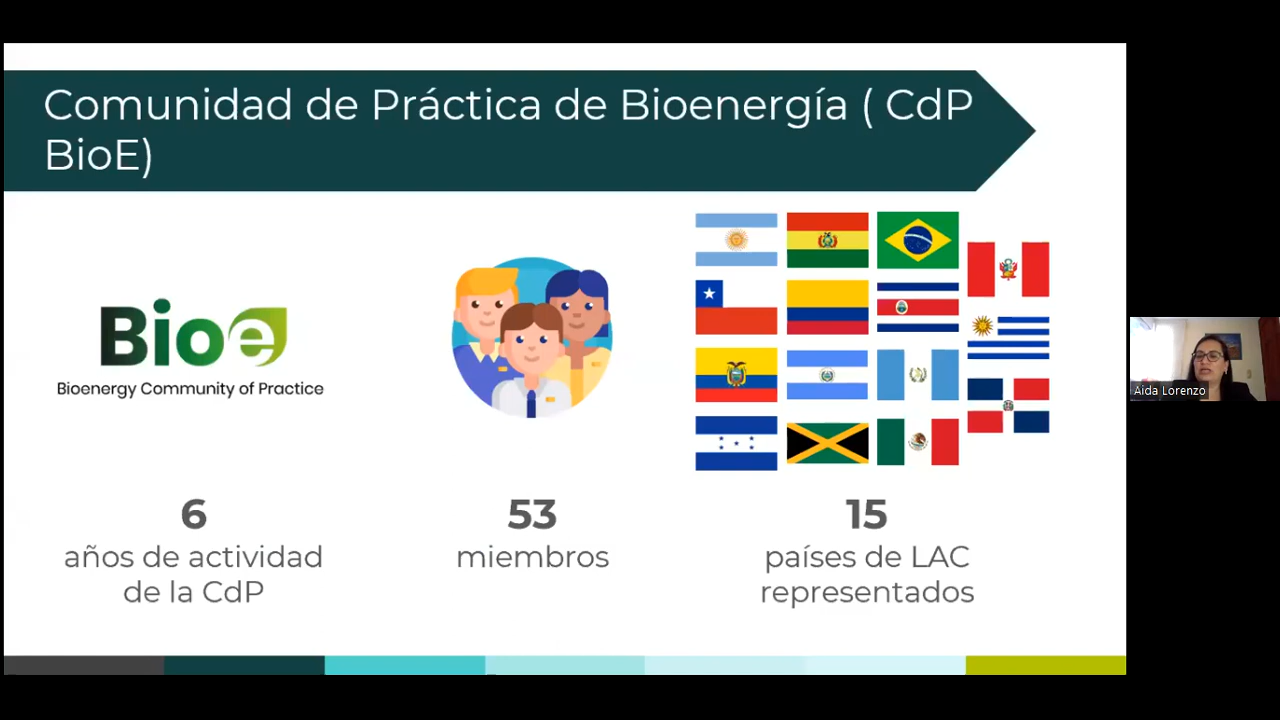 Comunidad de Práctica de Bioenergía ( CdP
BioE)
Bioe
Bioenergy Community of Practice
6
años de actividad
de la CdP
53
miembros
15
países de LAC
representados
Aida Lorenzo